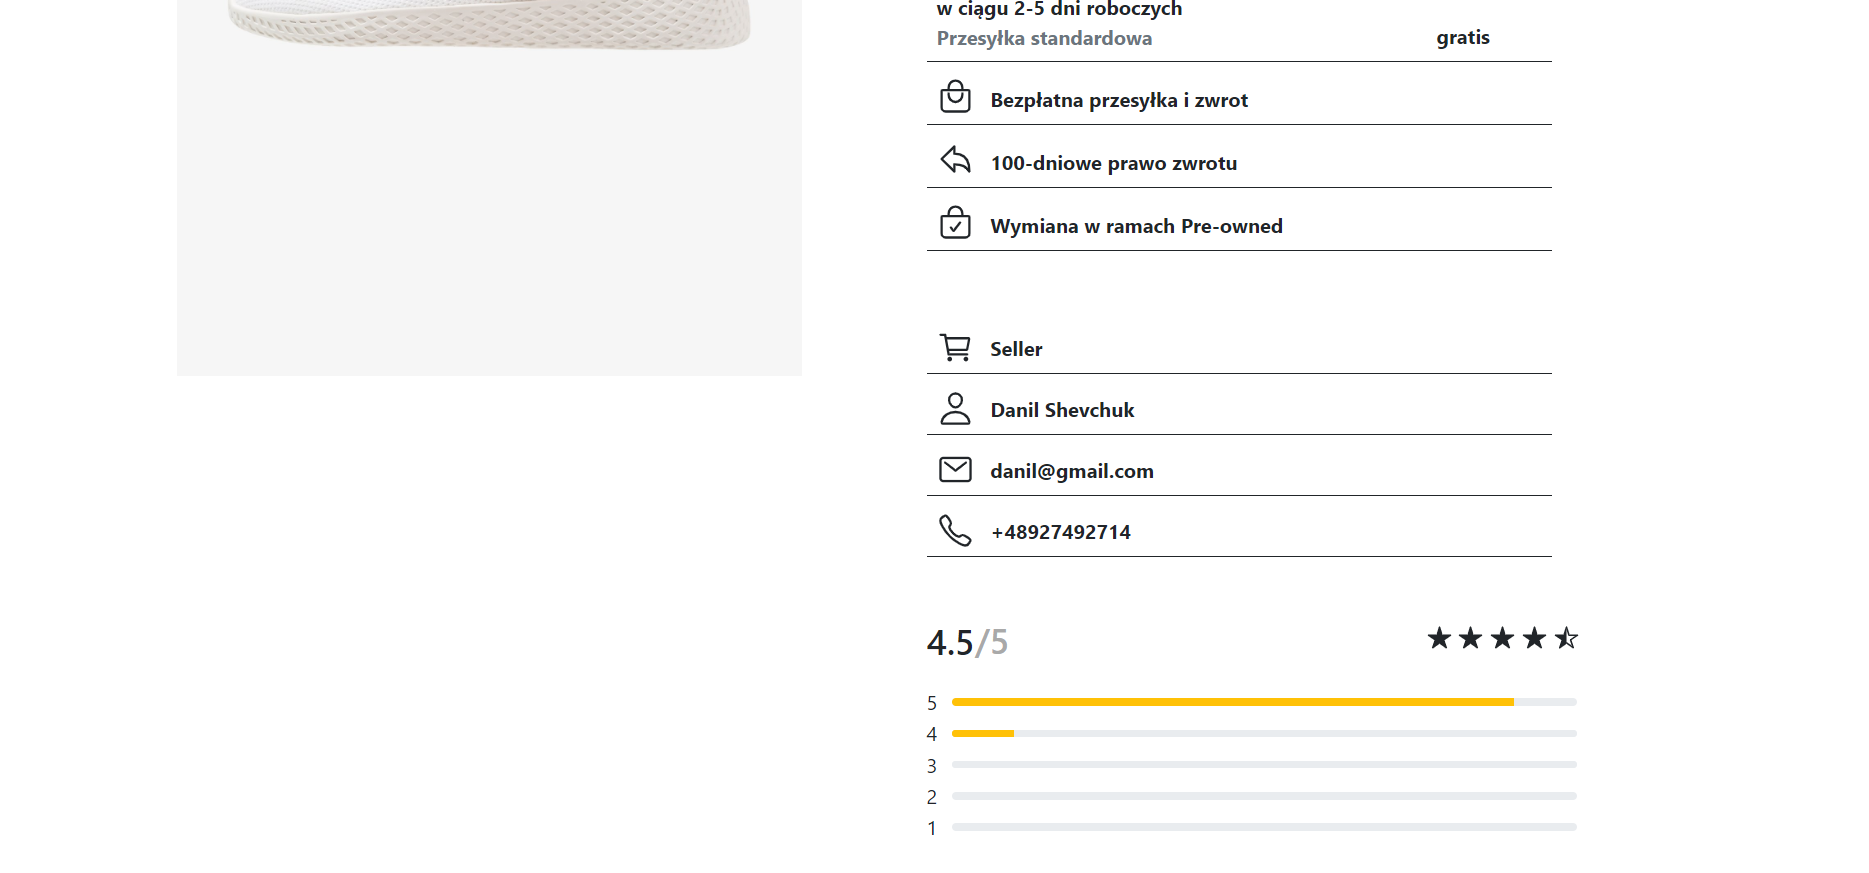 w ciągu 2-5 dni roboczych
Przesyłka standardowa gratis
Bezpłatna przesyłka i zwrot
100-dniowe prawo zwrotu
Wymiana w ramach Pre-owned
Seller
Danil Shevchuk
danil@gmail.com
+48927492714
4.5/5
5
4
3
2
1